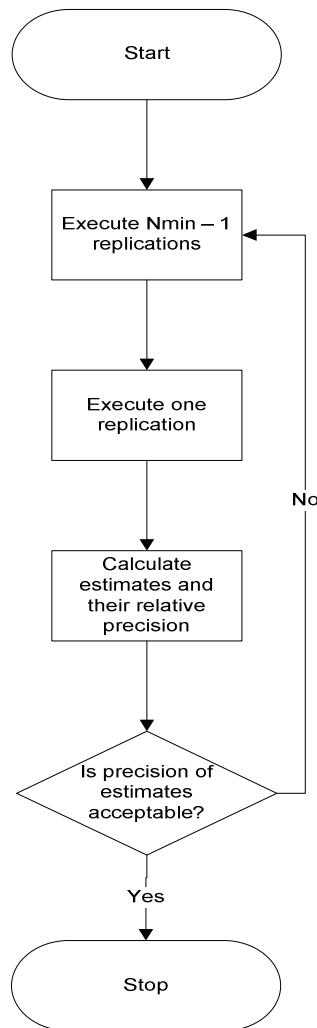 Start
Execute Nmin – 1
replications
Execute one
replication
No
Calculate
estimates and
their relative
precision
Is precision of
estimates
acceptable?
Yes
Stop